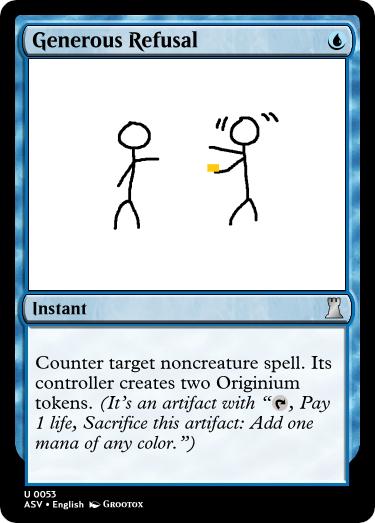 Generous Refusal
Instant
Counter target noncreature spell. Its
controller creates two Originium
tokens. (It's an artifact with “, Pay
1 life, Sacrifice this artifact: Add one
mana of any color.”)
U 0053
ASV • English Grootox